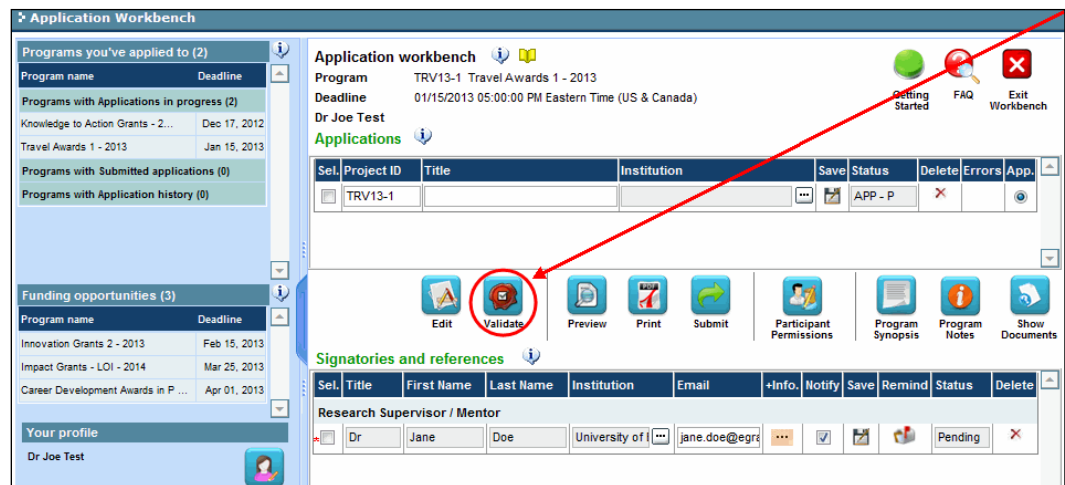 Application Workbench
Programs you've applied to (2)
Program name Deadline
Programs with Applications in progress (2)
Knowledge to Action Grants - 2... Dec 17, 2012
Travel Awards 1 - 2013 Jan 15, 2013
Programs with Submitted applications (0)
Programs with Application history (0)
Funding opportunities (3)
Program name Deadline
Innovation Grants 2 - 2013 Feb 15, 2013
Impact Grants - LOI - 2014 Mar 25, 2013
Career Development Awards in P ... Apr 01, 2013
Your profile
Dr Joe Test
Application workbench
Program TRV13-1 Travel Awards 1 - 2013
Deadline 01/15/2013 05:00:00 PM Eastern Time (US & Canada)
Dr Joe Test
Getting Started
FAQ
Exit Workbench
Applications
Sel. Project ID Title Institution Save Status Delete Errors App.
TRV13-1 ... APP - P
Edit
Validate
Preview
Print
Submit
Participant Permissions
Program Synopsis
Program Notes
Show Documents
PDF
Signatories and references
Sel. Title First Name Last Name Institution Email +Info. Notify Save Remind Status Delete
Research Supervisor / Mentor
* Dr Jane Doe University of ... jane.doe@egra ... Pending